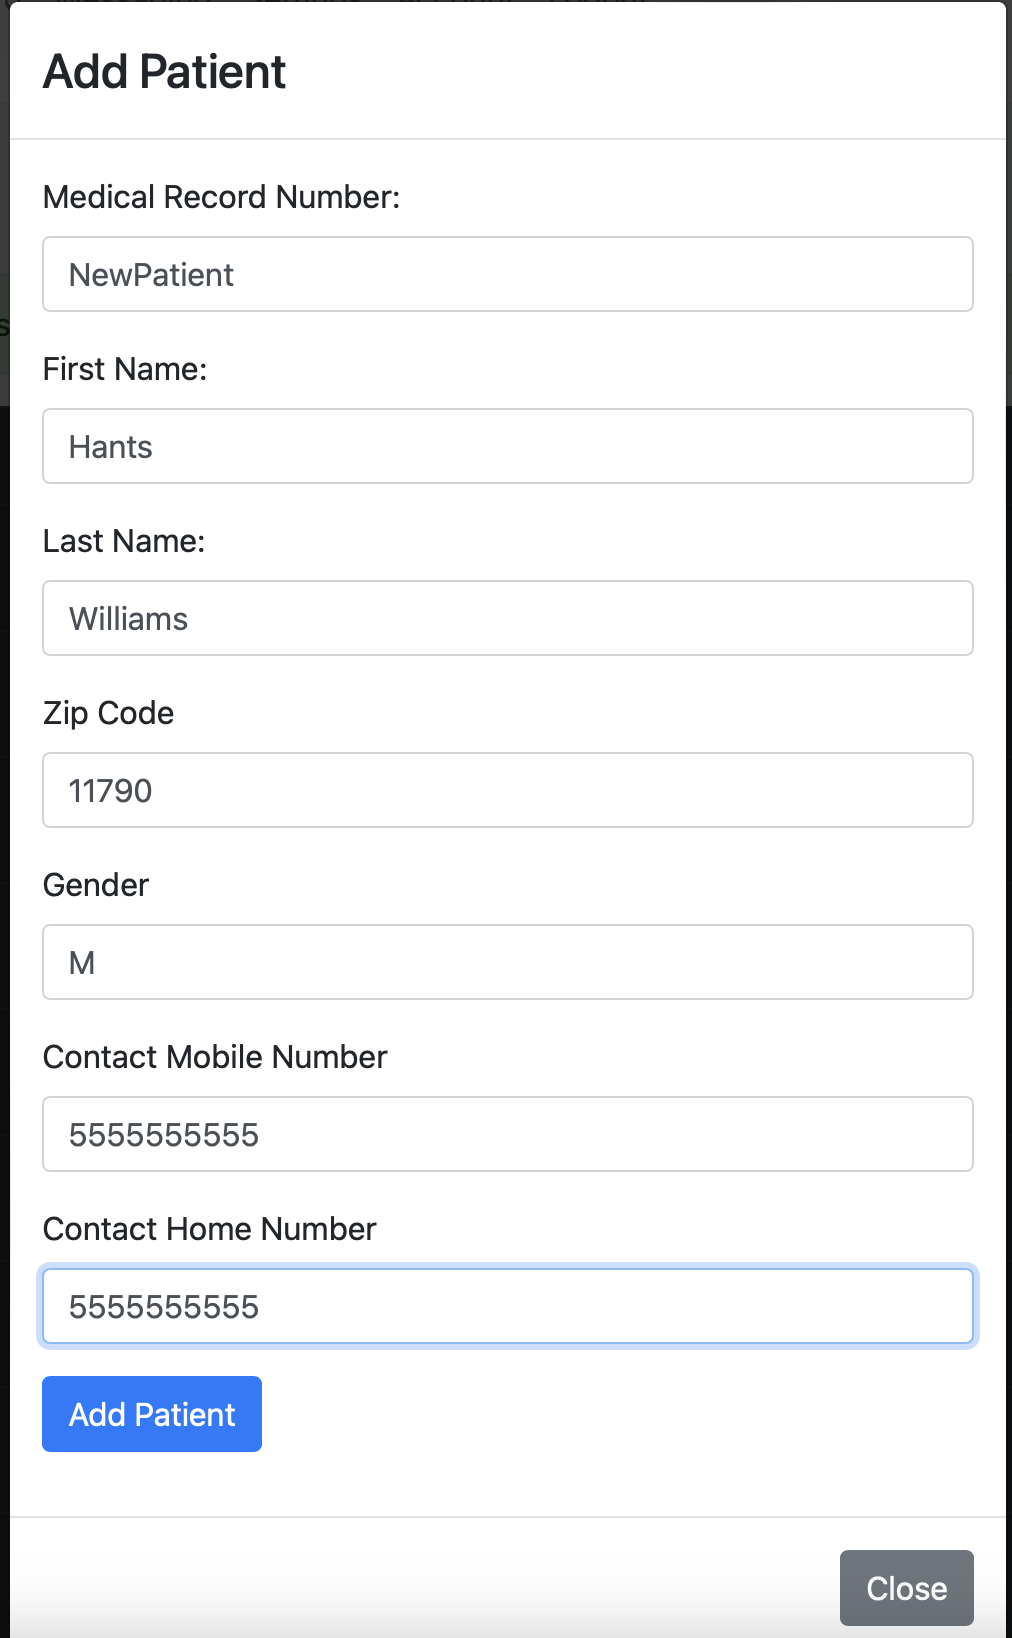 Add Patient
Medical Record Number:
NewPatient
First Name:
Hants
Last Name:
Williams
Zip Code
11790
Gender
M
Contact Mobile Number
5555555555
Contact Home Number
5555555555
Add Patient
Close